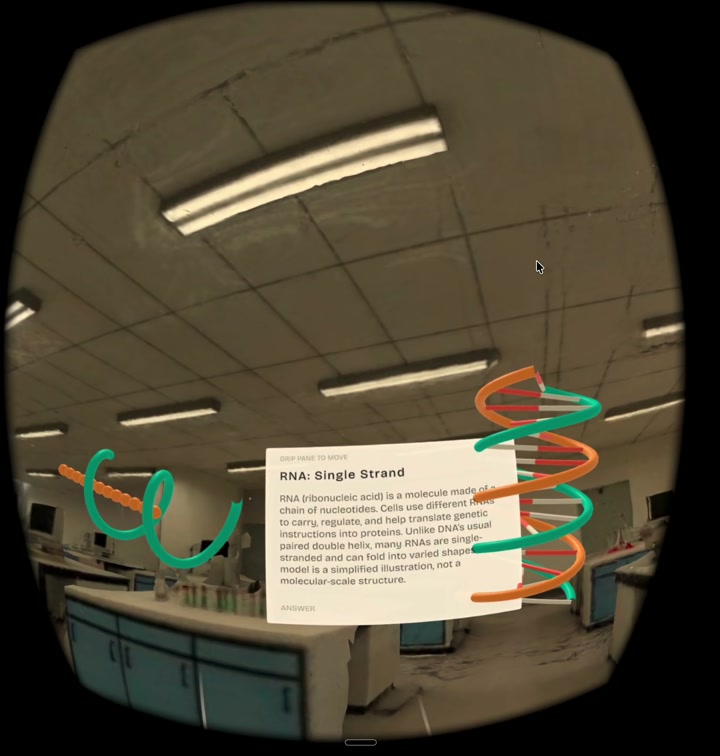 GRIP PANE TO MOVE
RNA: Single Strand
RNA (ribonucleic acid) is a molecule made of
chain of nucleotides. Cells use different RNAs
to carry, regulate, and help translate genetic
instructions into proteins. Unlike DNA's usual
paired double helix, many RNAs are single-
stranded and can fold into varied shapes
model is a simplified illustration, not a
molecular-scale structure.
ANSWER